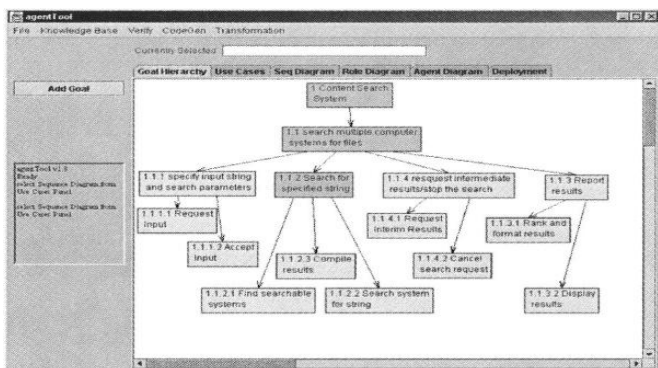 agentTool
File Knowledge Base Verify CodeGen Transformation
Currently Selected
Add Goal
Goal Hierarchy Use Cases Seq Diagram Role Diagram Agent Diagram Deployment
agentTool v1.8
Ready
select Sequence Diagram from
Use Cases Panel
select Sequence Diagram from
Use Cases Panel
1 Content Search
System
1.1 search multiple computer
systems for files
1.1.1 specify input string
and search parameters
1.1.2 Search for
specified string
1.1.4 resquest intermediate
results/stop the search
1.1.3 Report
results
1.1.1.1 Request
input
1.1.1.2 Accept
Input
1.1.2.3 Compile
results
1.1.4.1 Request
Interim Results
1.1.4.2 Cancel
search request
1.1.3.1 Rank and
format results
1.1.2.1 Find searchable
systems
1.1.2.2 Search system
for string
1.1.3.2 Display
results